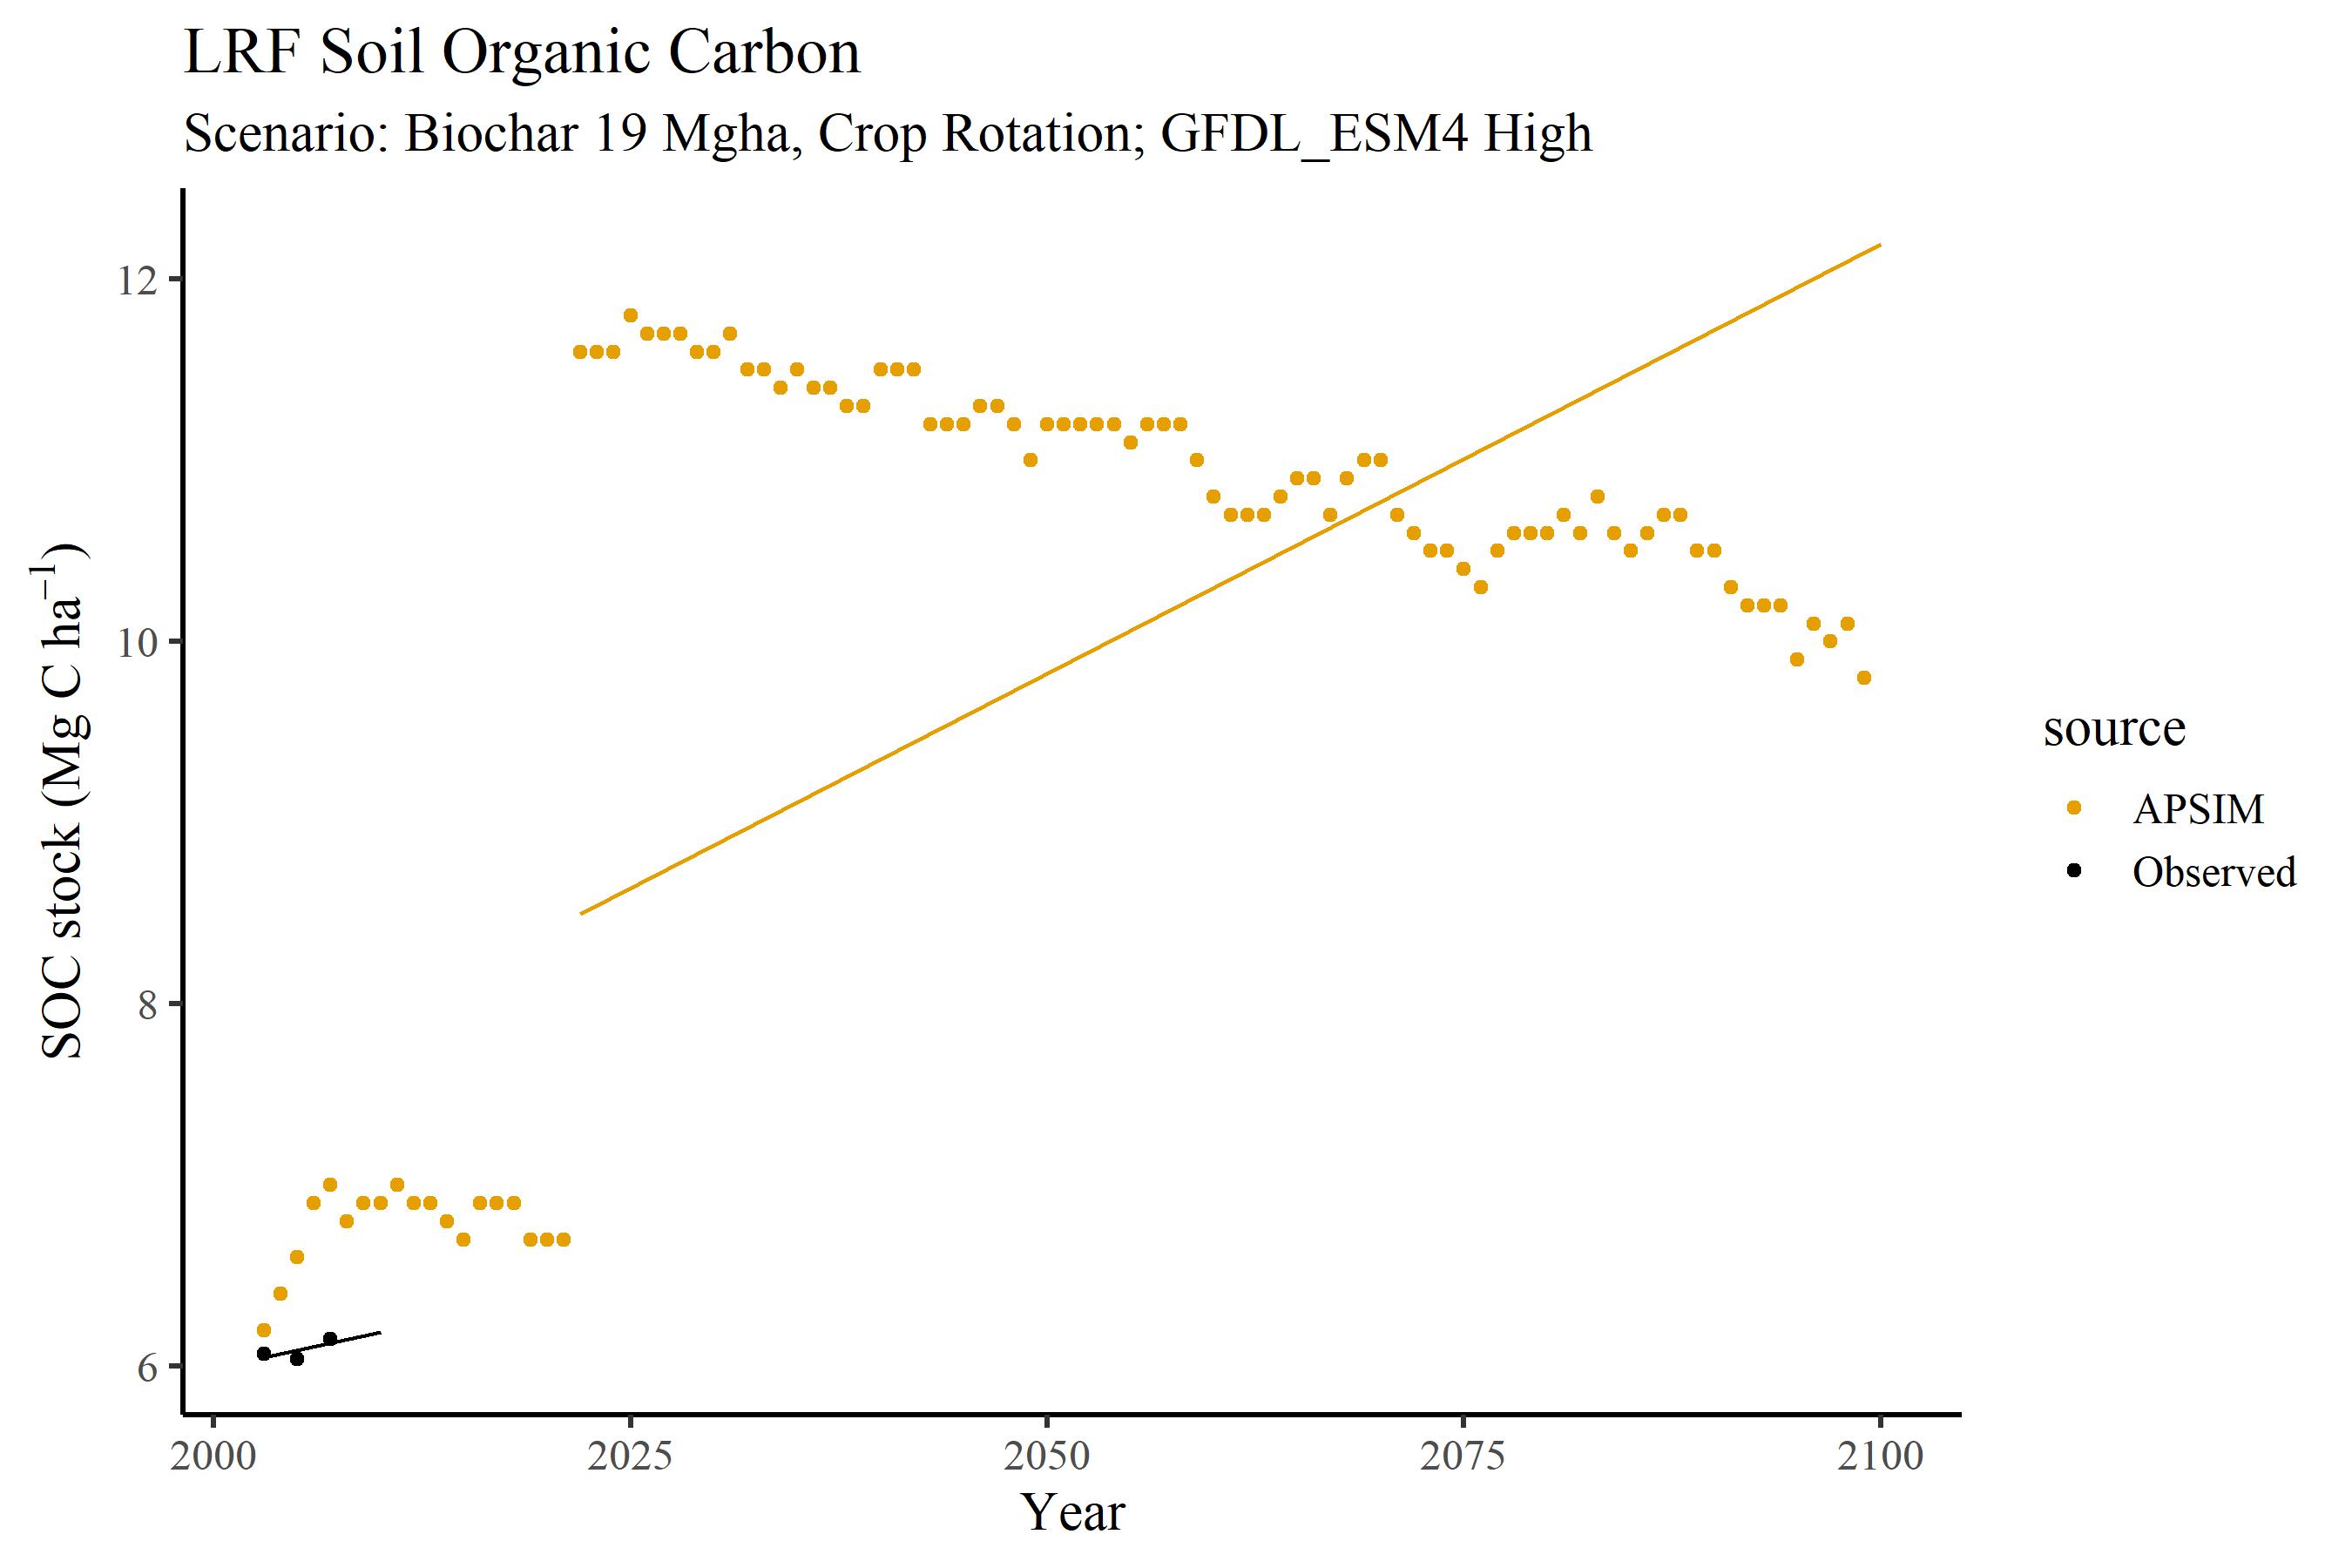 LRF Soil Organic Carbon
Scenario: Biochar 19 Mgha, Crop Rotation; GFDL_ESM4 High
SOC stock (Mg C ha⁻¹)
12
10
8
6
2000 2025 2050 2075 2100
Year
source
APSIM
Observed